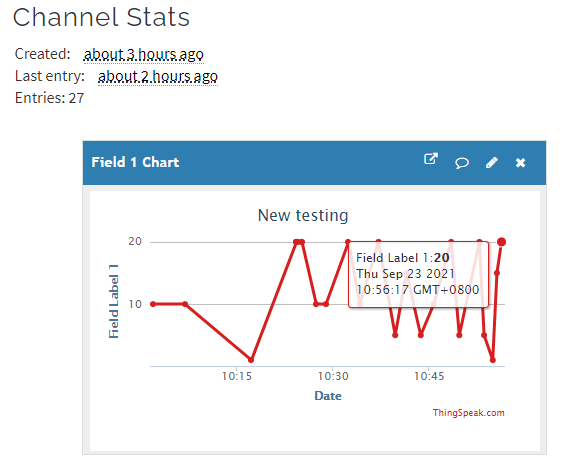 Channel Stats
Created: about 3 hours ago
Last entry: about 2 hours ago
Entries: 27
Field 1 Chart
New testing
Field Label 1
20
10
Field Label 1:20
Thu Sep 23 2021
10:56:17 GMT+0800
10:15 10:30 10:45
Date
ThingSpeak.com